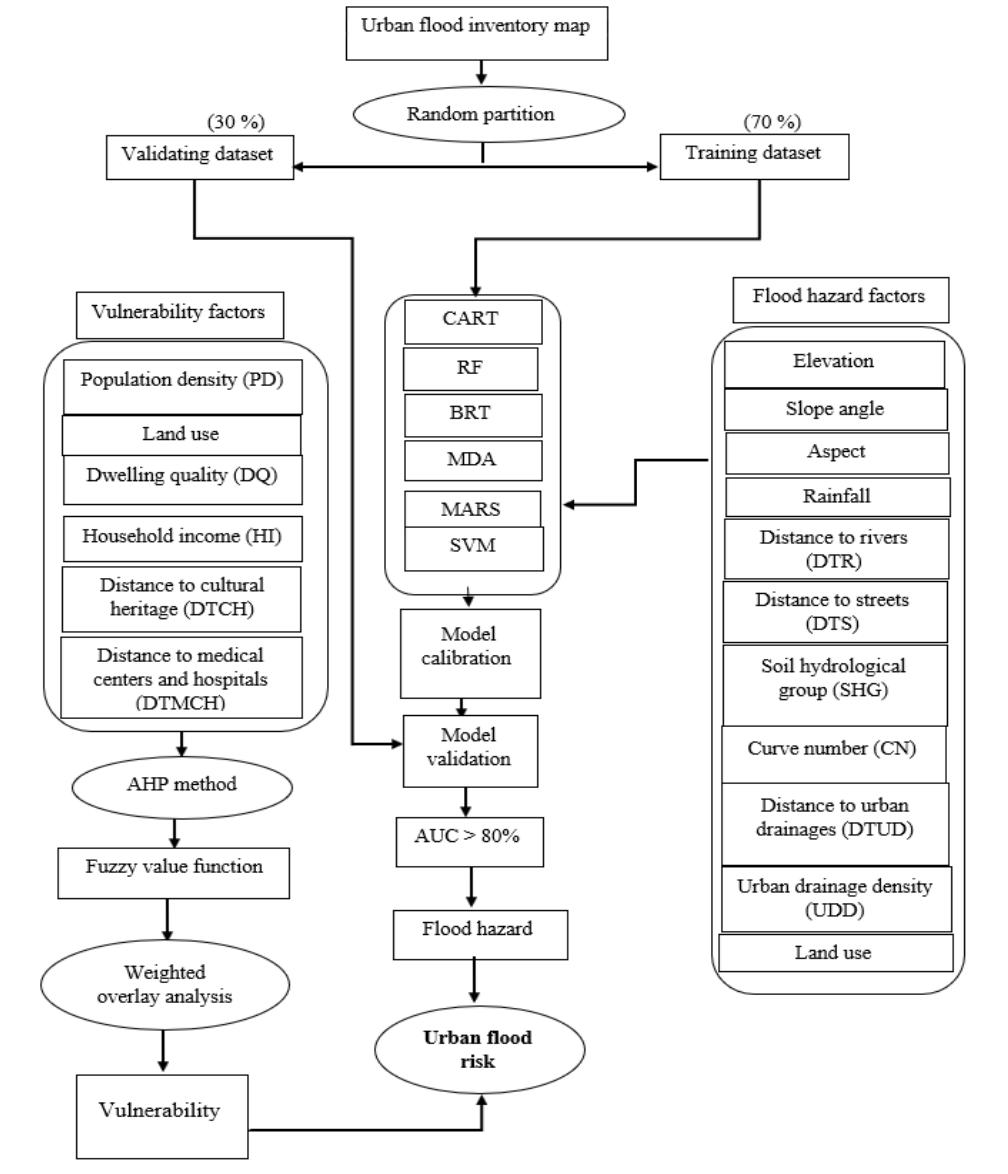 Urban flood inventory map
Random partition
(30 %)
(70 %)
Validating dataset
Training dataset
Vulnerability factors
Population density (PD)
Land use
Dwelling quality (DQ)
Household income (HI)
Distance to cultural
heritage (DTCH)
Distance to medical
centers and hospitals
(DTMCH)
AHP method
Fuzzy value function
Weighted
overlay analysis
Vulnerability
CART
RF
BRT
MDA
MARS
SVM
Model
calibration
Model
validation
AUC > 80%
Flood hazard
Urban flood
risk
Flood hazard factors
Elevation
Slope angle
Aspect
Rainfall
Distance to rivers
(DTR)
Distance to streets
(DTS)
Soil hydrological
group (SHG)
Curve number (CN)
Distance to urban
drainages (DTUD)
Urban drainage density
(UDD)
Land use